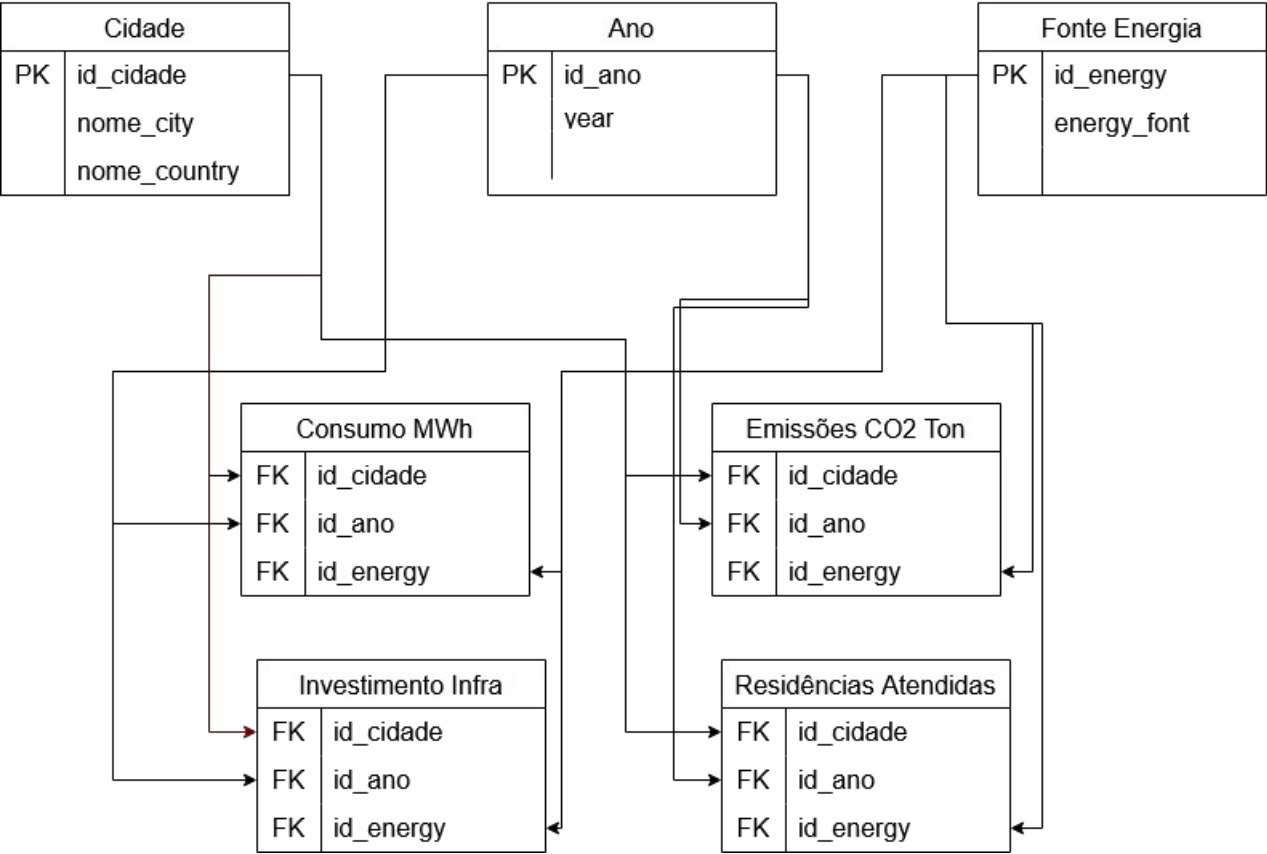 Cidade
PK id_cidade
nome_city
nome_country
Ano
PK id_ano
year
Fonte Energia
PK id_energy
energy_font
Consumo MWh
FK id_cidade
FK id_ano
FK id_energy
Emissões CO2 Ton
FK id_cidade
FK id_ano
FK id_energy
Investimento Infra
FK id_cidade
FK id_ano
FK id_energy
Residências Atendidas
FK id_cidade
FK id_ano
FK id_energy